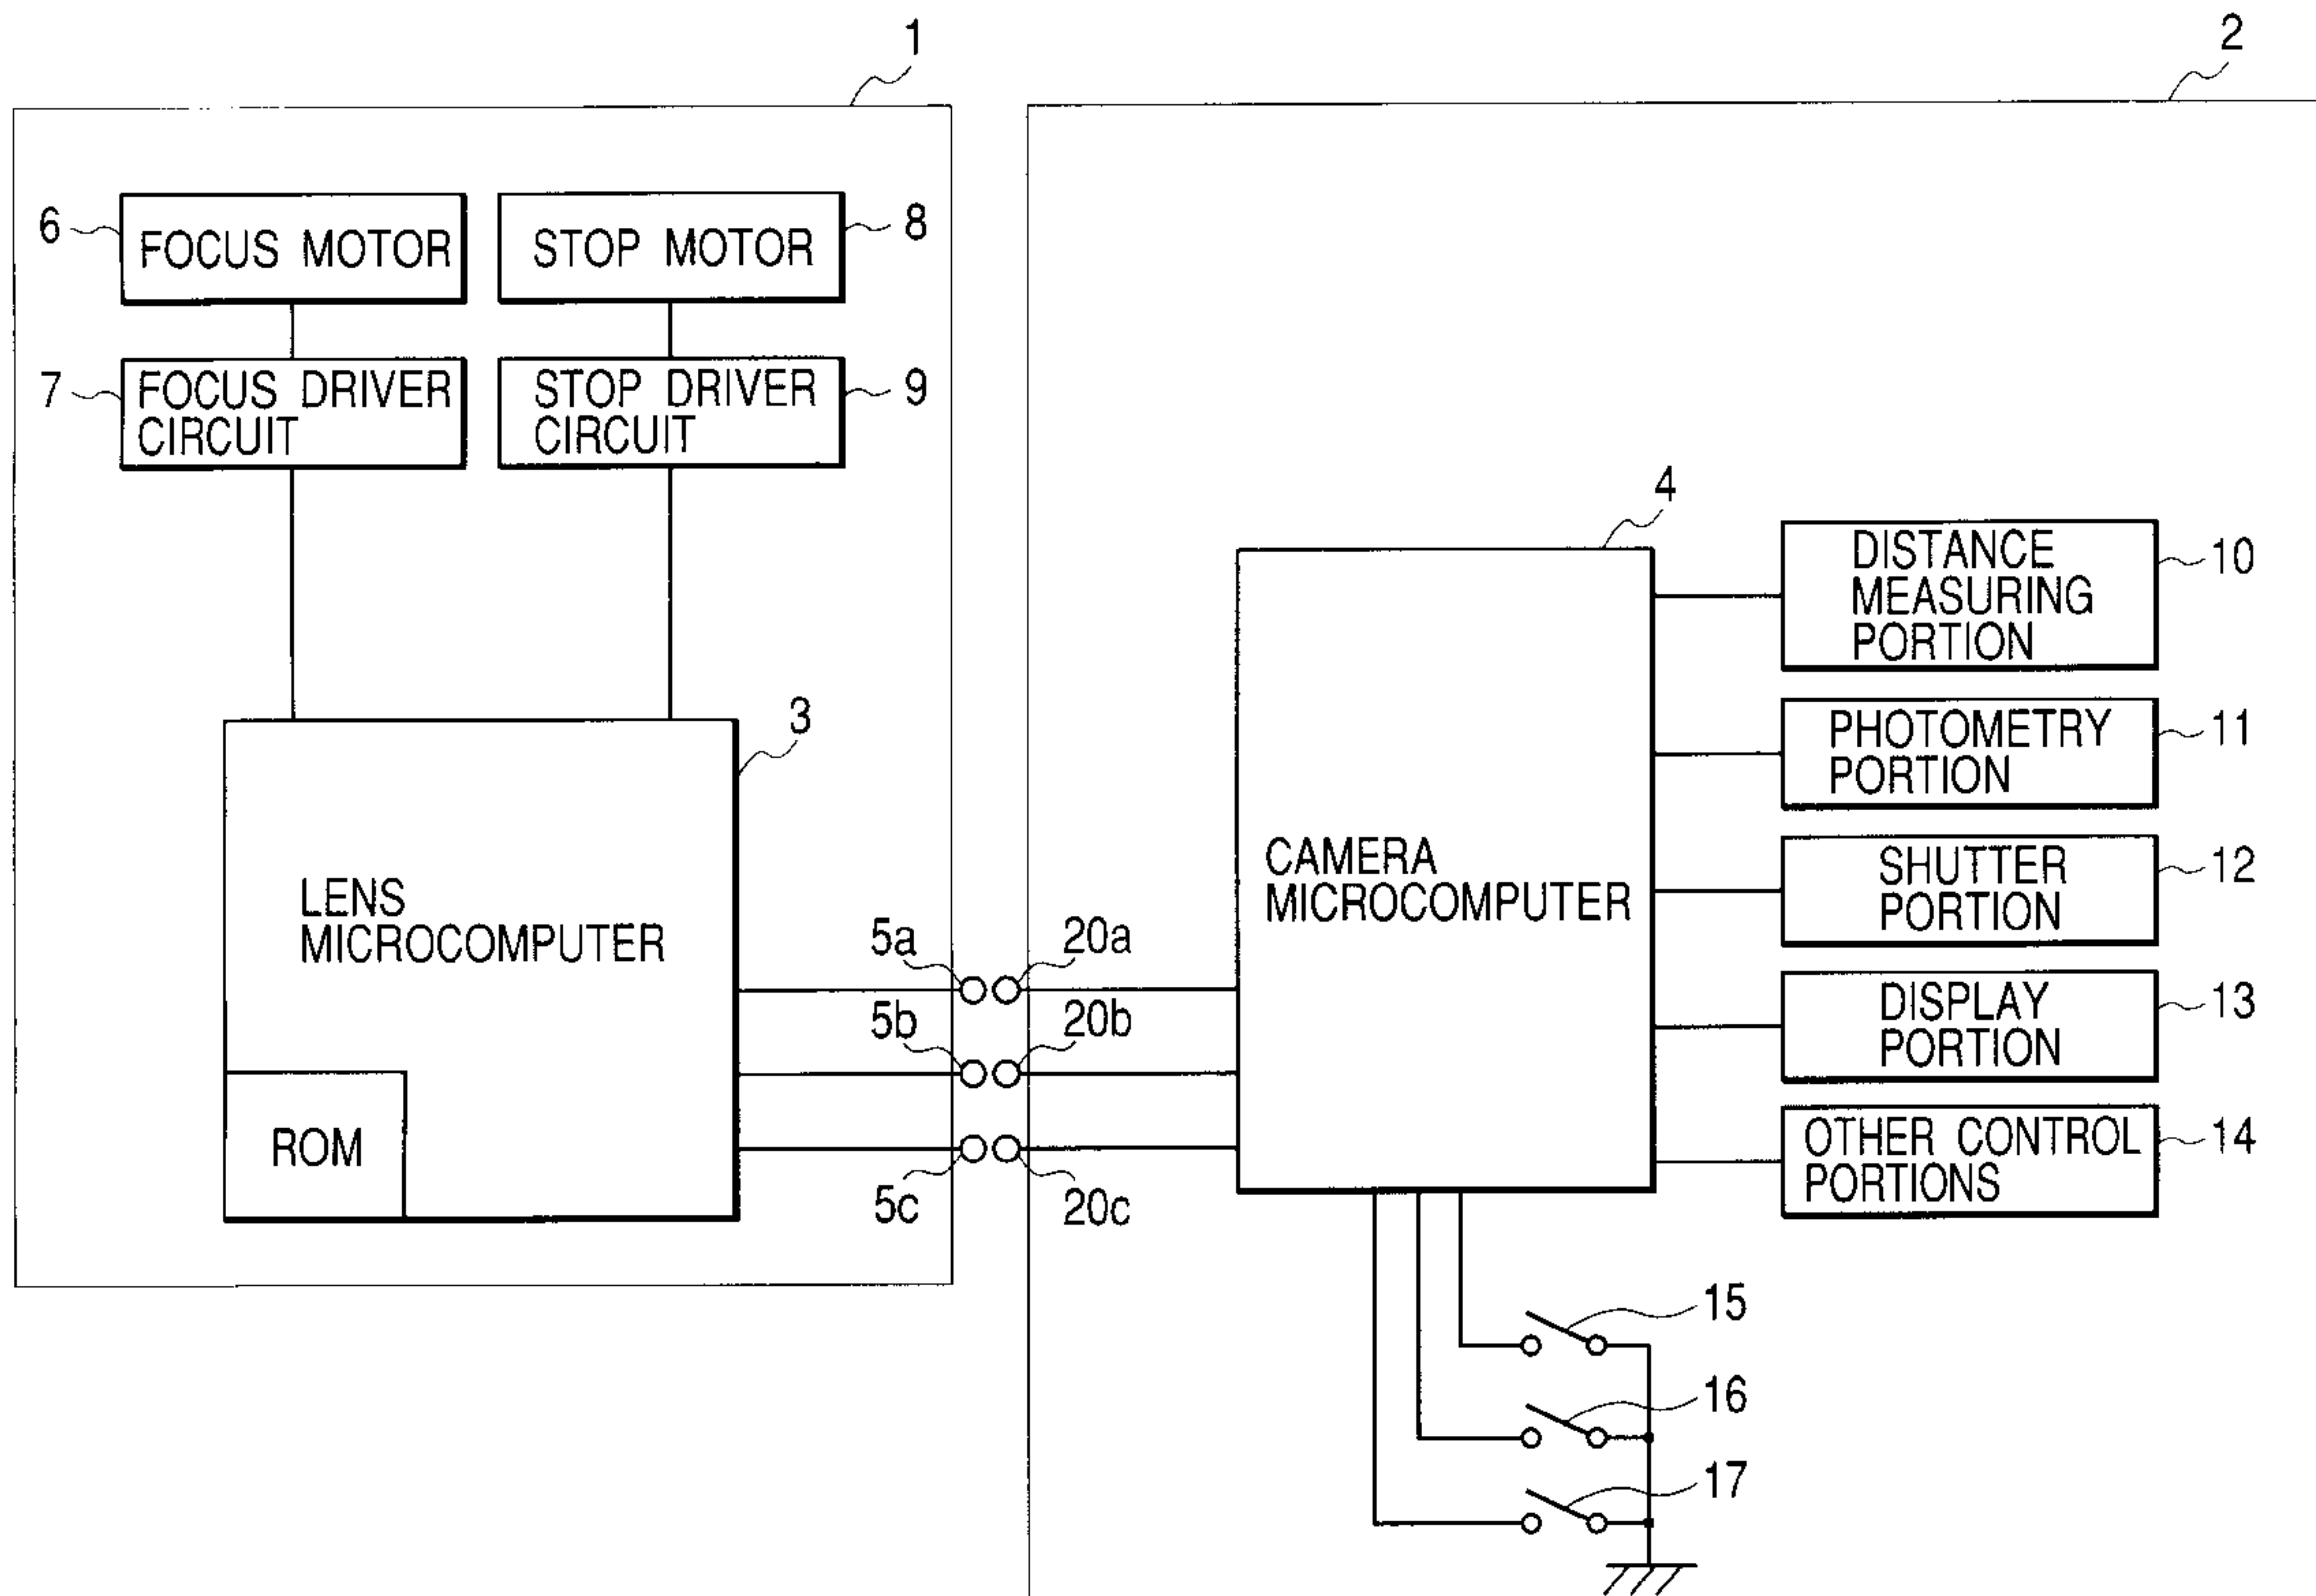 1
2
6
FOCUS MOTOR
STOP MOTOR
8
7
FOCUS DRIVER
CIRCUIT
STOP DRIVER
CIRCUIT
9
3
LENS
MICROCOMPUTER
ROM
5a
20a
5b
20b
5c
20c
4
CAMERA
MICROCOMPUTER
DISTANCE
MEASURING
PORTION
10
PHOTOMETRY
PORTION
11
SHUTTER
PORTION
12
DISPLAY
PORTION
13
OTHER CONTROL
PORTIONS
14
15
16
17